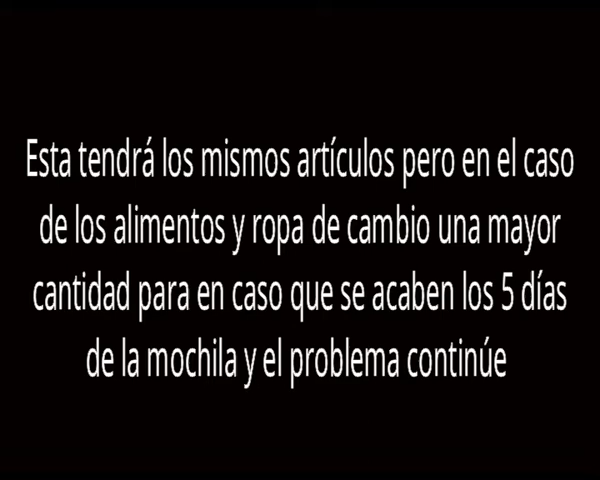 Esta tendrá los mismos artículos pero en el caso
de los alimentos y ropa de cambio una mayor
cantidad para en caso que se acaben los 5 días
de la mochila y el problema continúe